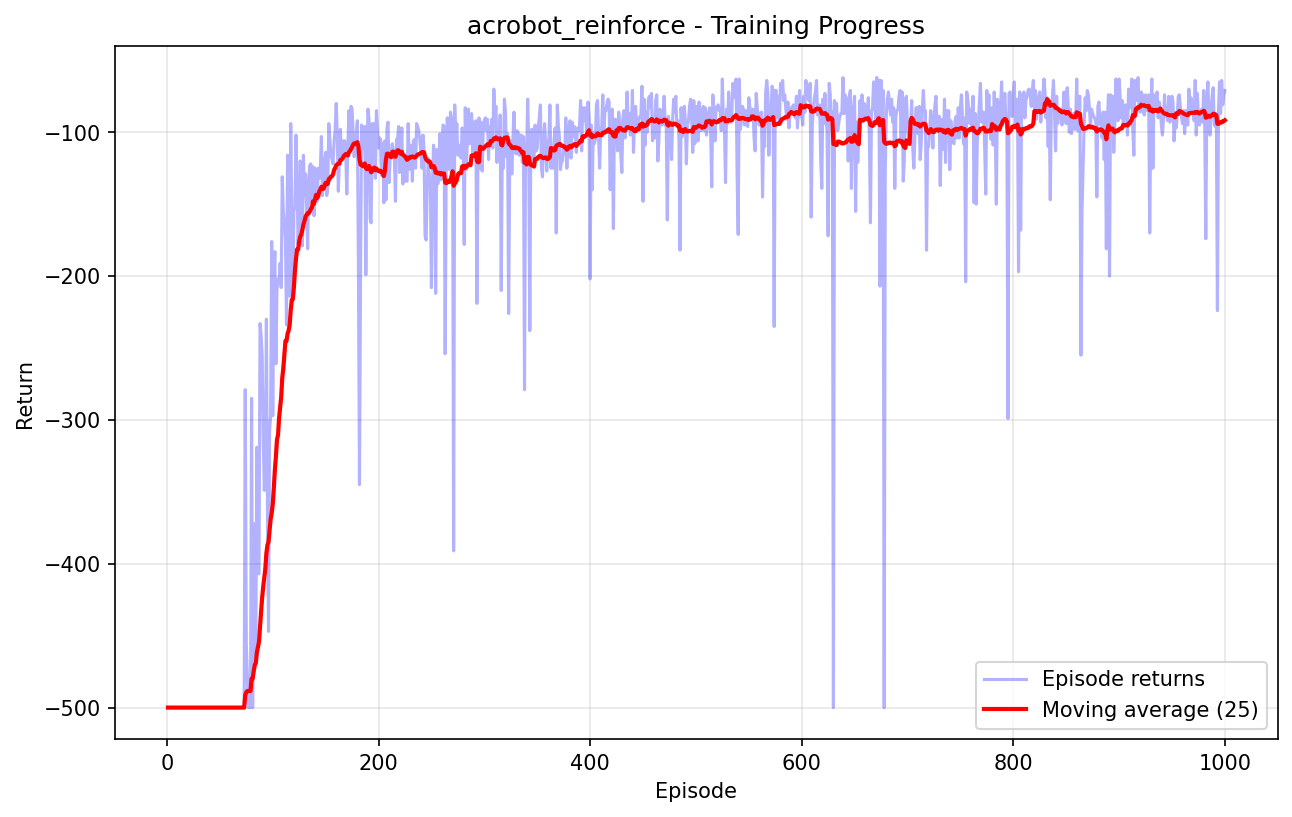 acrobot_reinforce - Training Progress
−100
−200
−300
−400
−500
Return
0
200
400
600
800
1000
Episode
Episode returns
Moving average (25)